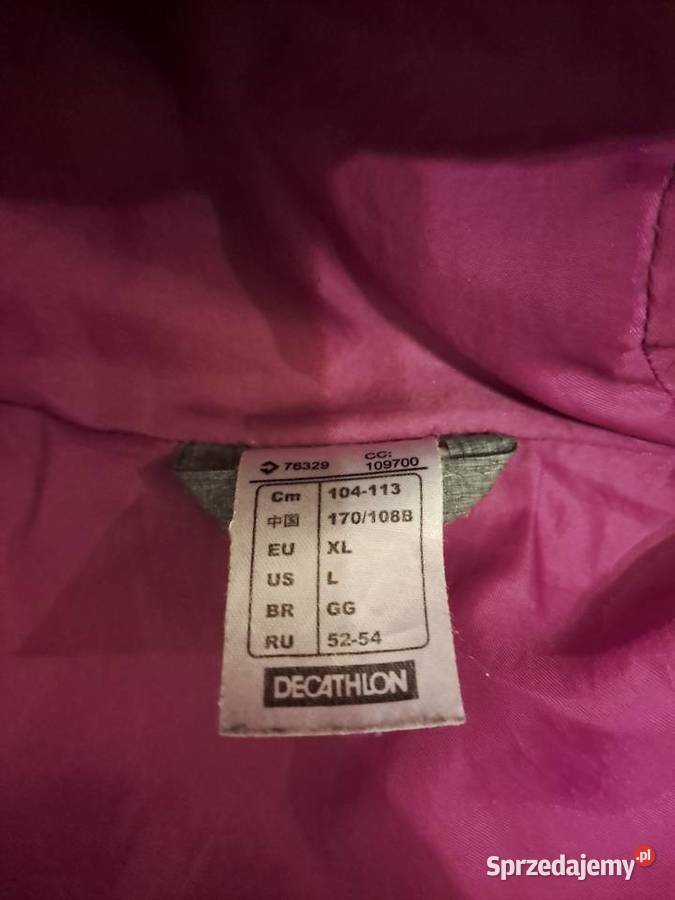 76329 CC: 109700
Cm 104-113
中国 170/108B
EU XL
US L
BR GG
RU 52-54
DECATHLON
Sprzedajemy.pl